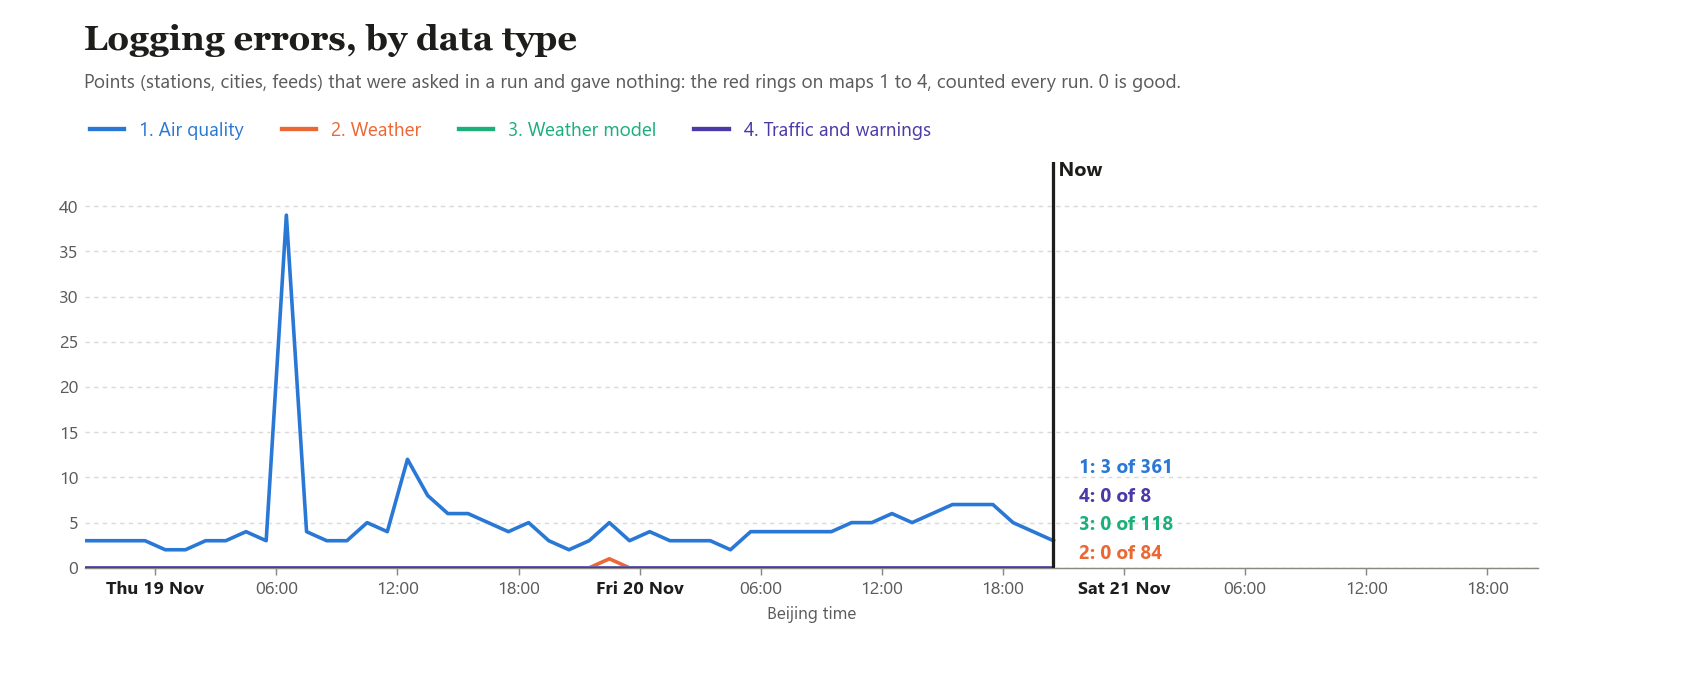 Logging errors, by data type
Points (stations, cities, feeds) that were asked in a run and gave nothing: the red rings on maps 1 to 4, counted every run. 0 is good.
1. Air quality 2. Weather 3. Weather model 4. Traffic and warnings
Now
40
35
30
25
20
15
10
5
0
1: 3 of 361
4: 0 of 8
3: 0 of 118
2: 0 of 84
Thu 19 Nov 06:00 12:00 18:00 Fri 20 Nov 06:00 12:00 18:00 Sat 21 Nov 06:00 12:00 18:00
Beijing time